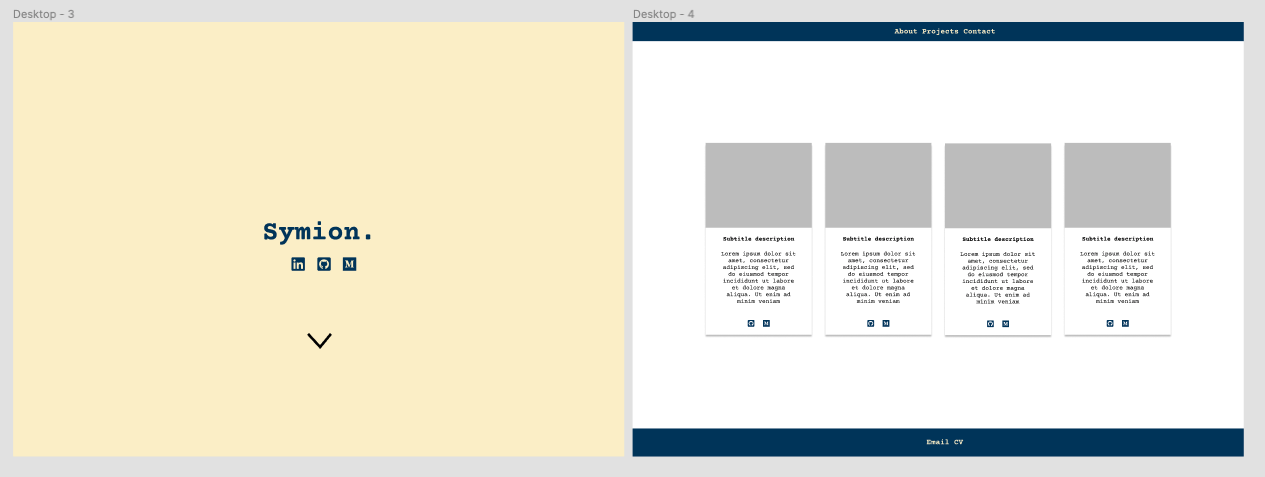 Desktop - 3
Symion.
in
M
Desktop - 4
About Projects Contact
Subtitle description
Lorem ipsum dolor sit
amet, consectetur
adipiscing elit, sed
do eiusmod tempor
incididunt ut labore
et dolore magna
aliqua. Ut enim ad
minim veniam
M
Subtitle description
Lorem ipsum dolor sit
amet, consectetur
adipiscing elit, sed
do eiusmod tempor
incididunt ut labore
et dolore magna
aliqua. Ut enim ad
minim veniam
M
Subtitle description
Lorem ipsum dolor sit
amet, consectetur
adipiscing elit, sed
do eiusmod tempor
incididunt ut labore
et dolore magna
aliqua. Ut enim ad
minim veniam
M
Subtitle description
Lorem ipsum dolor sit
amet, consectetur
adipiscing elit, sed
do eiusmod tempor
incididunt ut labore
et dolore magna
aliqua. Ut enim ad
minim veniam
M
Email CV